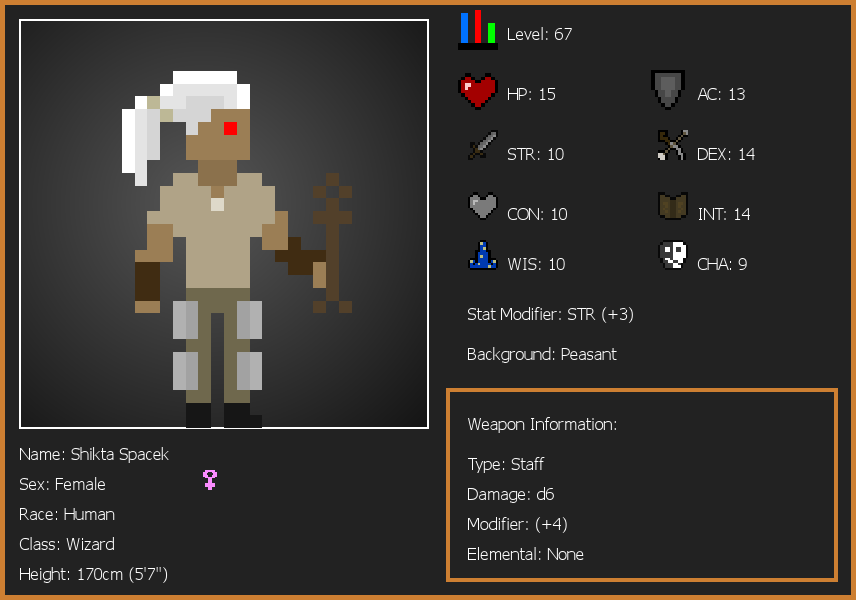 Level: 67
HP: 15
AC: 13
STR: 10
DEX: 14
CON: 10
INT: 14
WIS: 10
CHA: 9
Stat Modifier: STR (+3)
Background: Peasant
Weapon Information:
Type: Staff
Damage: d6
Modifier: (+4)
Elemental: None
Name: Shikta Spacek
Sex: Female
Race: Human
Class: Wizard
Height: 170cm (5'7")